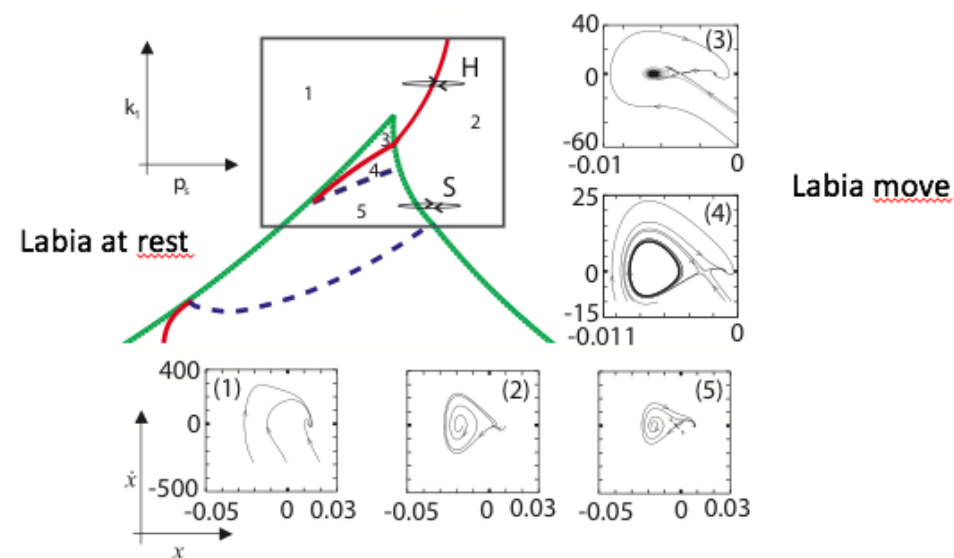 40
(3)
0
-60
-0.01 0
H
1
2
3
4
S
5
k₁
pₛ
Labia at rest
Labia move
25
(4)
0
-15
-0.011 0
400
(1)
0
-500
-0.05 0 0.03
(2)
-0.05 0 0.03
(5)
-0.05 0 0.03
ẋ
x